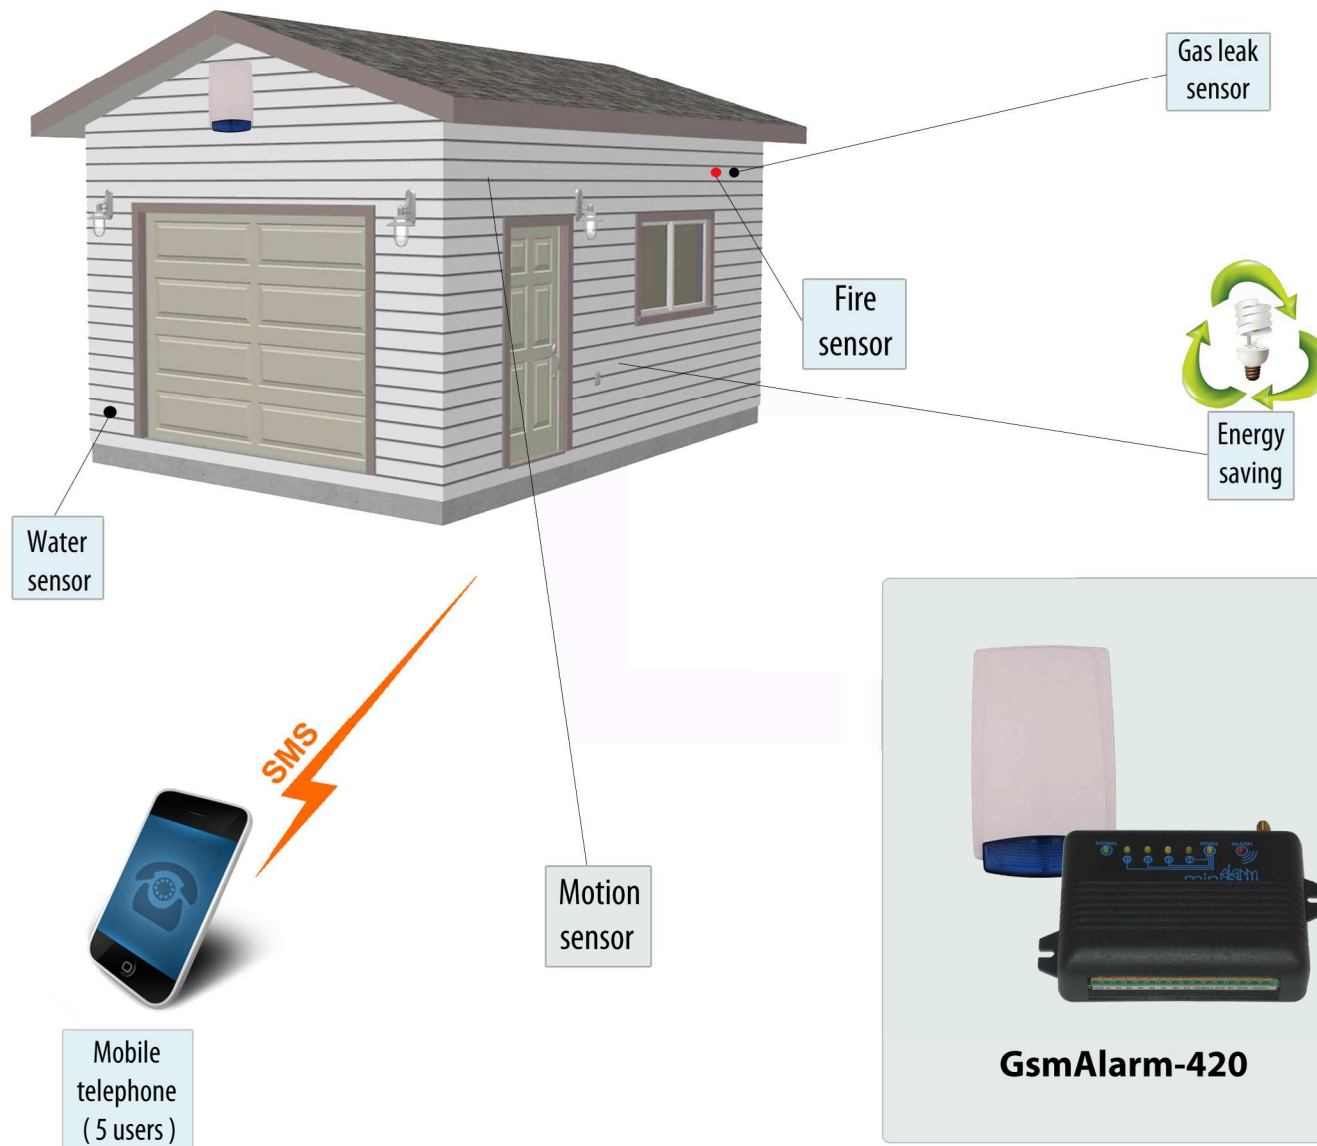 Gas leak
sensor
Fire
sensor
Energy
saving
Water
sensor
SMS
Motion
sensor
Mobile
telephone
( 5 users )
SIGNAL
MODE
ALARM
minialarm
GsmAlarm-420